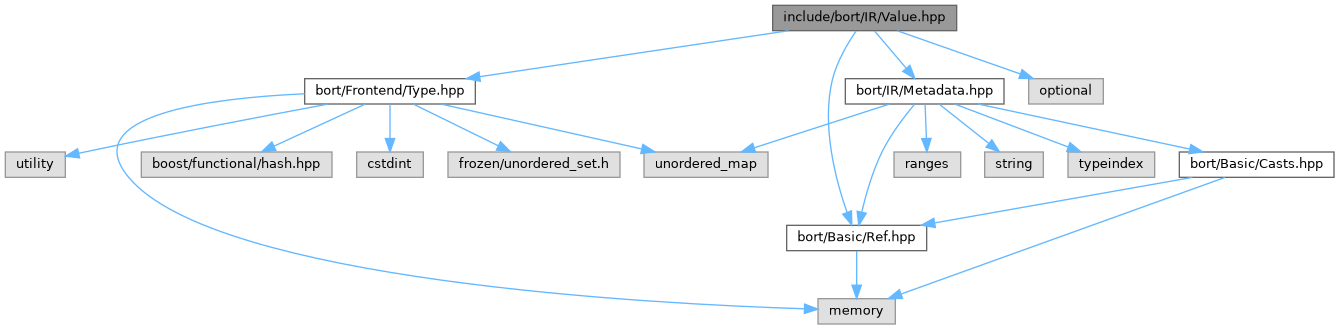 include/bort/IR/Value.hpp
bort/Frontend/Type.hpp
bort/IR/Metadata.hpp
optional
utility
boost/functional/hash.hpp
cstdint
frozen/unordered_set.h
unordered_map
ranges
string
typeindex
bort/Basic/Casts.hpp
bort/Basic/Ref.hpp
memory